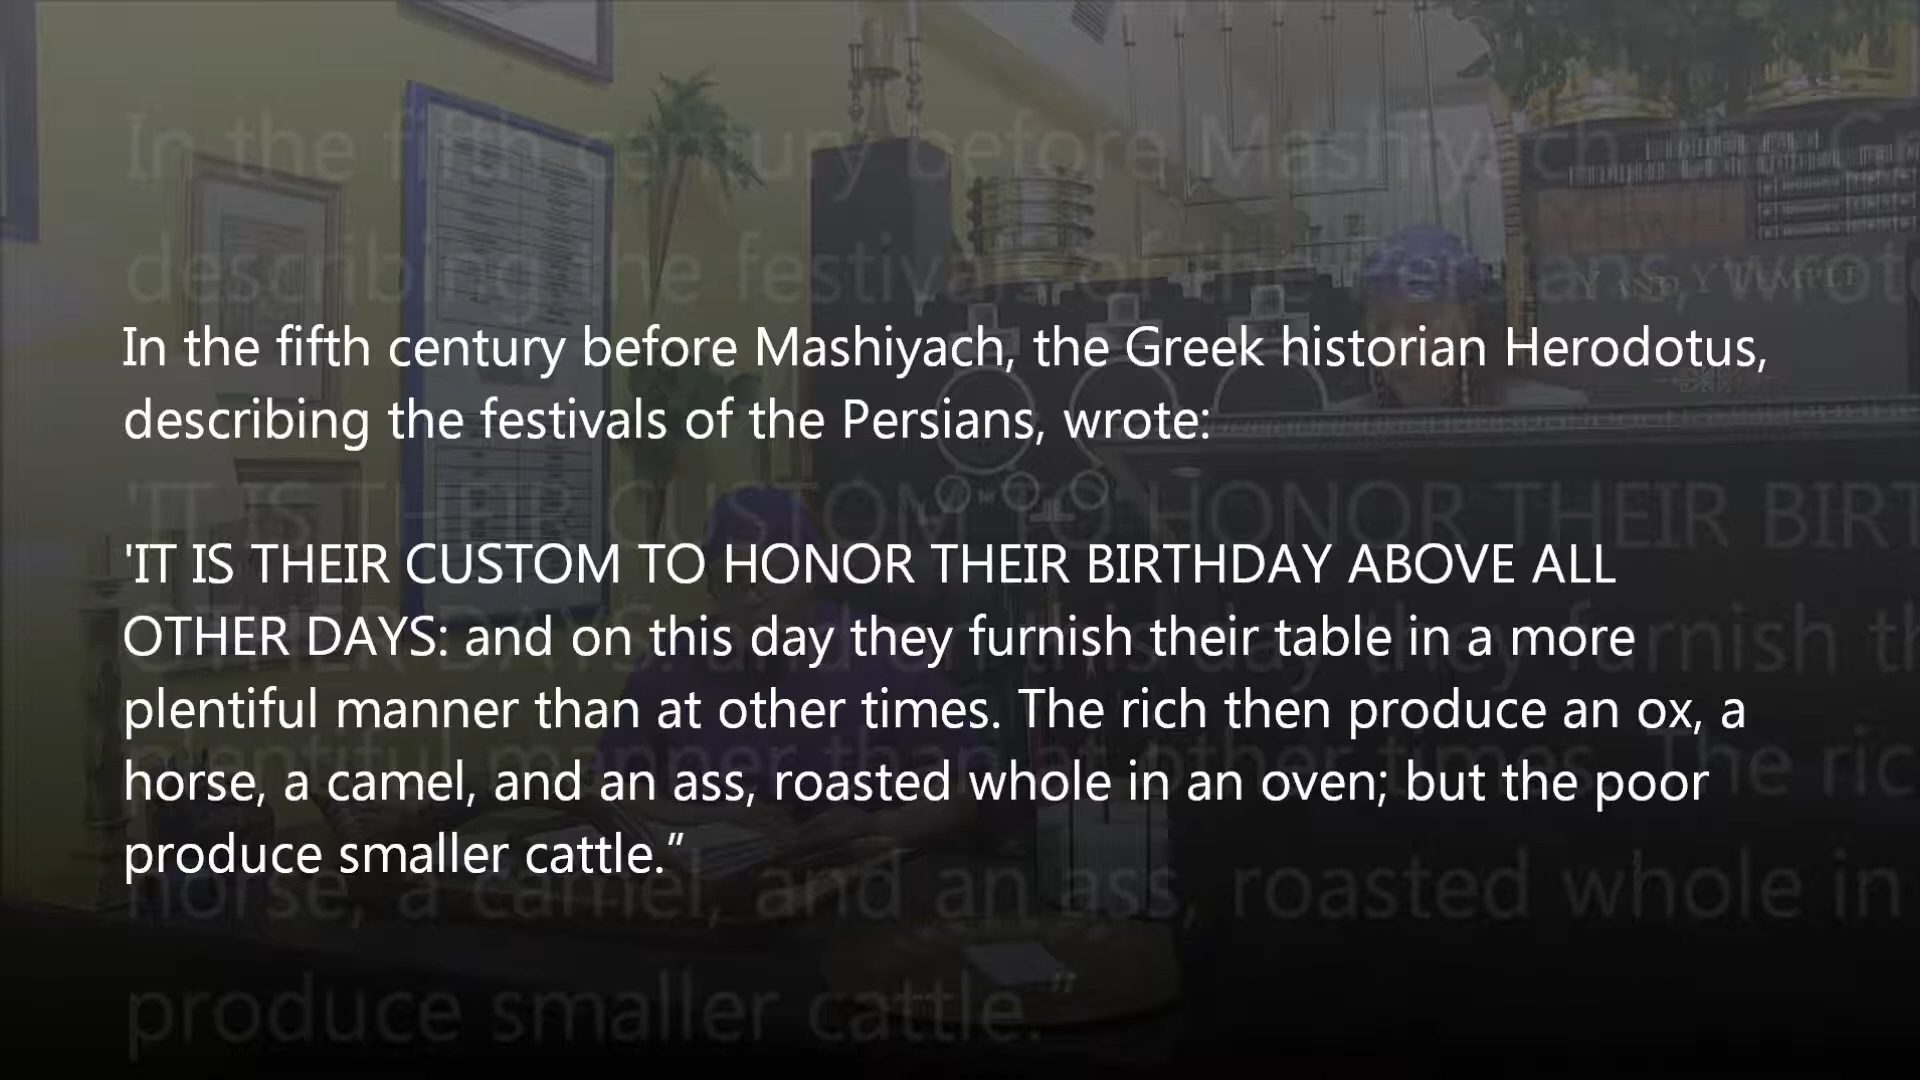 In the fifth century before Mashiyach, the Greek historian Herodotus,
describing the festivals of the Persians, wrote:
'IT IS THEIR CUSTOM TO HONOR THEIR BIRTHDAY ABOVE ALL
OTHER DAYS: and on this day they furnish their table in a more
plentiful manner than at other times. The rich then produce an ox, a
horse, a camel, and an ass, roasted whole in an oven; but the poor
produce smaller cattle.”
Y AND Y TEMPLE